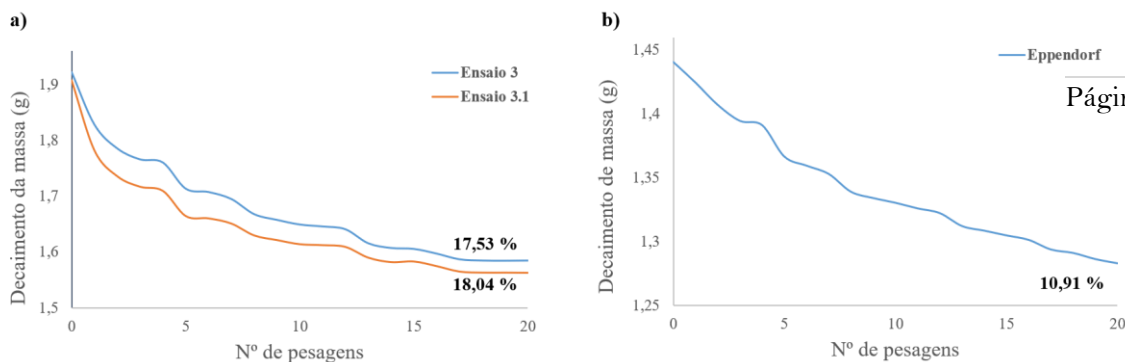 a)
Decaimento da massa (g)
1,9
1,8
1,7
1,6
1,5
0
5
10
15
20
Nº de pesagens
Ensaio 3
Ensaio 3.1
17,53 %
18,04 %
b)
Decaimento de massa (g)
1,45
1,4
1,35
1,3
1,25
0
5
10
15
20
Nº de pesagens
Eppendorf
10,91 %
Págin